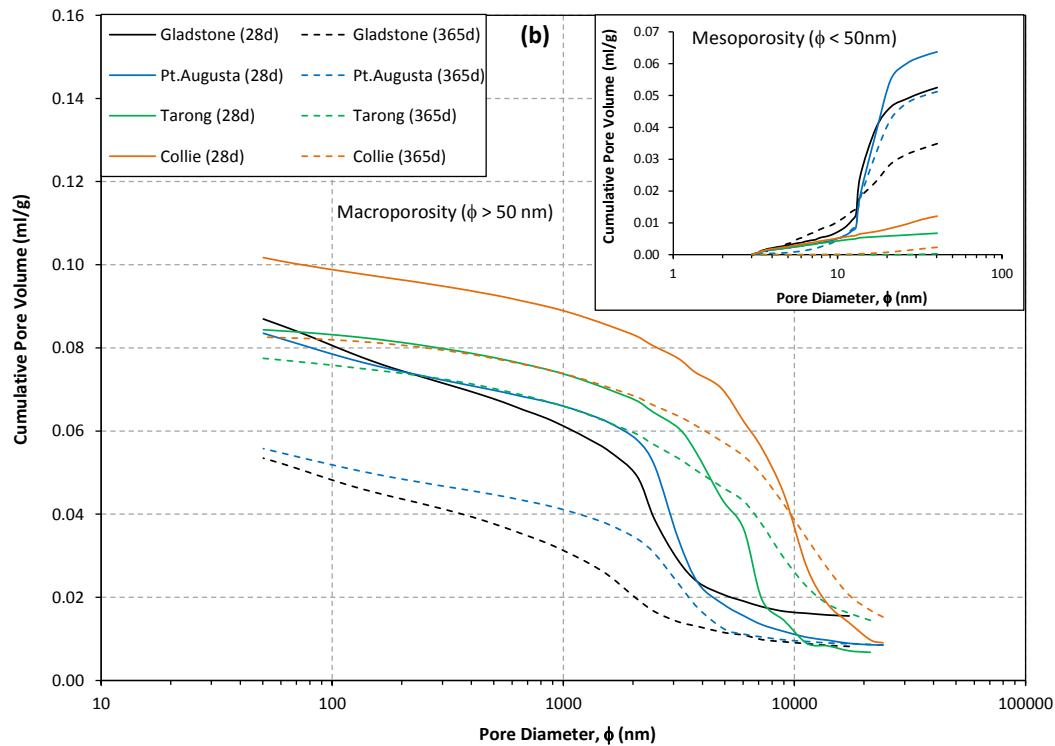 (b)
Gladstone (28d) Gladstone (365d)
Pt.Augusta (28d) Pt.Augusta (365d)
Tarong (28d) Tarong (365d)
Collie (28d) Collie (365d)
Macroporosity (ϕ > 50 nm)
Cumulative Pore Volume (ml/g)
0.16
0.14
0.12
0.10
0.08
0.06
0.04
0.02
0.00
10 100 1000 10000 100000
Pore Diameter, ϕ (nm)
Mesoporosity (ϕ < 50nm)
Cumulative Pore Volume (ml/g)
0.07
0.06
0.05
0.04
0.03
0.02
0.01
0.00
1 10 100
Pore Diameter, ϕ (nm)